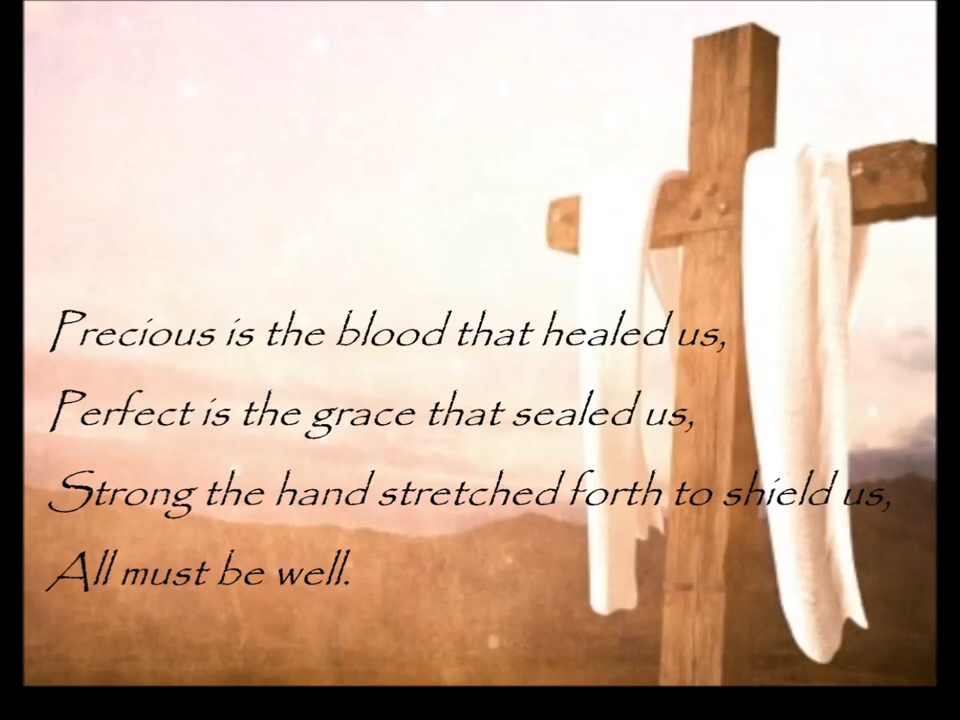 Precious is the blood that healed us,
Perfect is the grace that sealed us,
Strong the hand stretched forth to shield us,
All must be well.